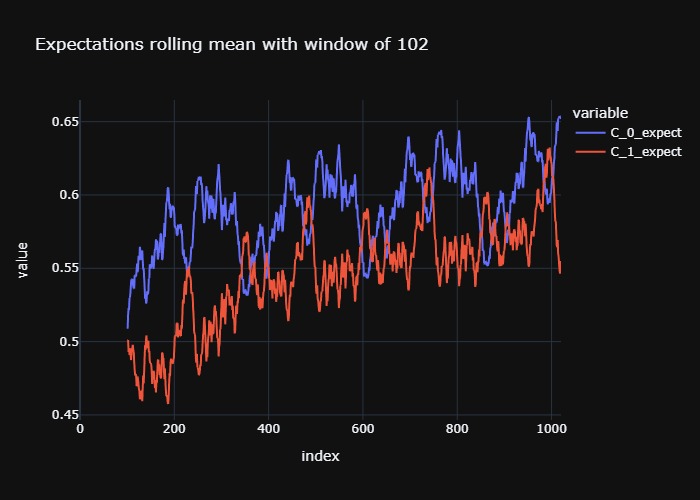 Expectations rolling mean with window of 102
variable
C_0_expect
C_1_expect
0.65
0.6
0.55
0.5
0.45
value
0 200 400 600 800 1000
index